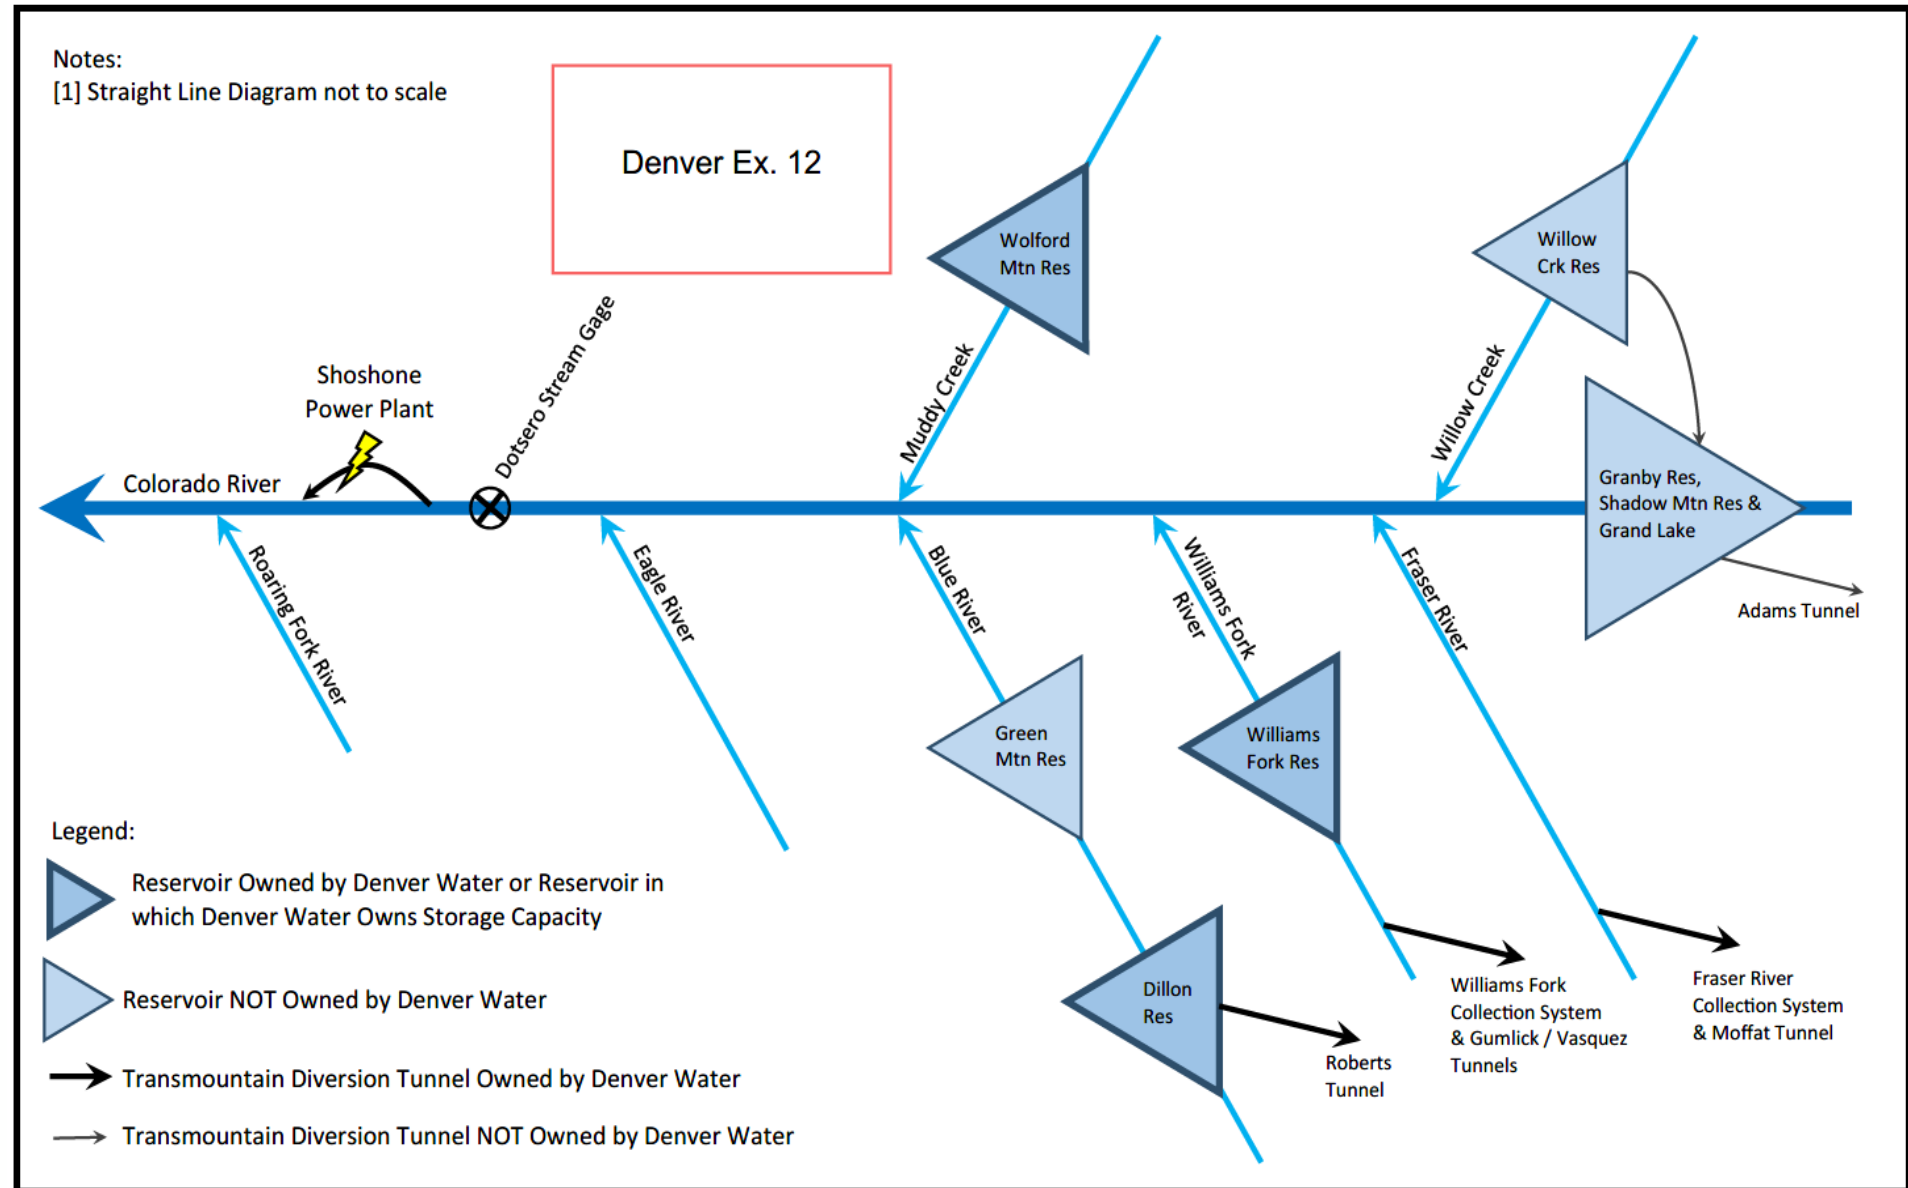 Notes:
[1] Straight Line Diagram not to scale
Denver Ex. 12
Wolford
Mtn Res
Willow
Crk Res
Dotsero Stream Gage
Shoshone
Power Plant
Muddy Creek
Willow Creek
Colorado River
Granby Res,
Shadow Mtn Res &
Grand Lake
Adams Tunnel
Roaring Fork River
Eagle River
Blue River
Williams Fork
River
Fraser River
Green
Mtn Res
Williams
Fork Res
Dillon
Res
Roberts
Tunnel
Williams Fork
Collection System
& Gumlick / Vasquez
Tunnels
Fraser River
Collection System
& Moffat Tunnel
Legend:
Reservoir Owned by Denver Water or Reservoir in
which Denver Water Owns Storage Capacity
Reservoir NOT Owned by Denver Water
Transmountain Diversion Tunnel Owned by Denver Water
Transmountain Diversion Tunnel NOT Owned by Denver Water